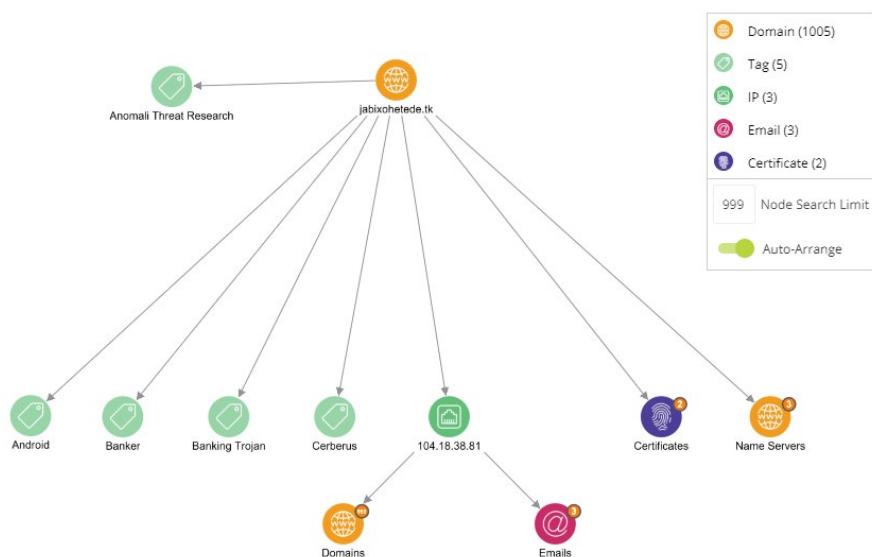 Domain (1005)
Tag (5)
IP (3)
Email (3)
Certificate (2)
999 Node Search Limit
Auto-Arrange
Anomali Threat Research
jabixohetede.tk
Android
Banker
Banking Trojan
Cerberus
104.18.38.81
2
Certificates
3
Name Servers
Domains
3
Emails